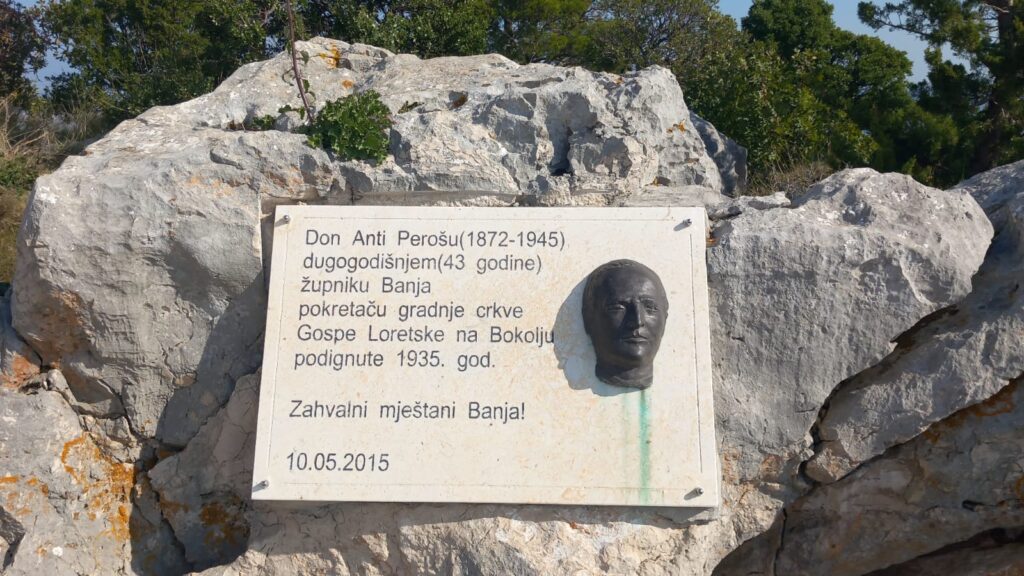 Don Anti Perošu(1872-1945)
dugogodišnjem(43 godine)
župniku Banja
pokretaču gradnje crkve
Gospe Loretske na Bokolju
podignute 1935. god.
Zahvalni mještani Banja!
10.05.2015